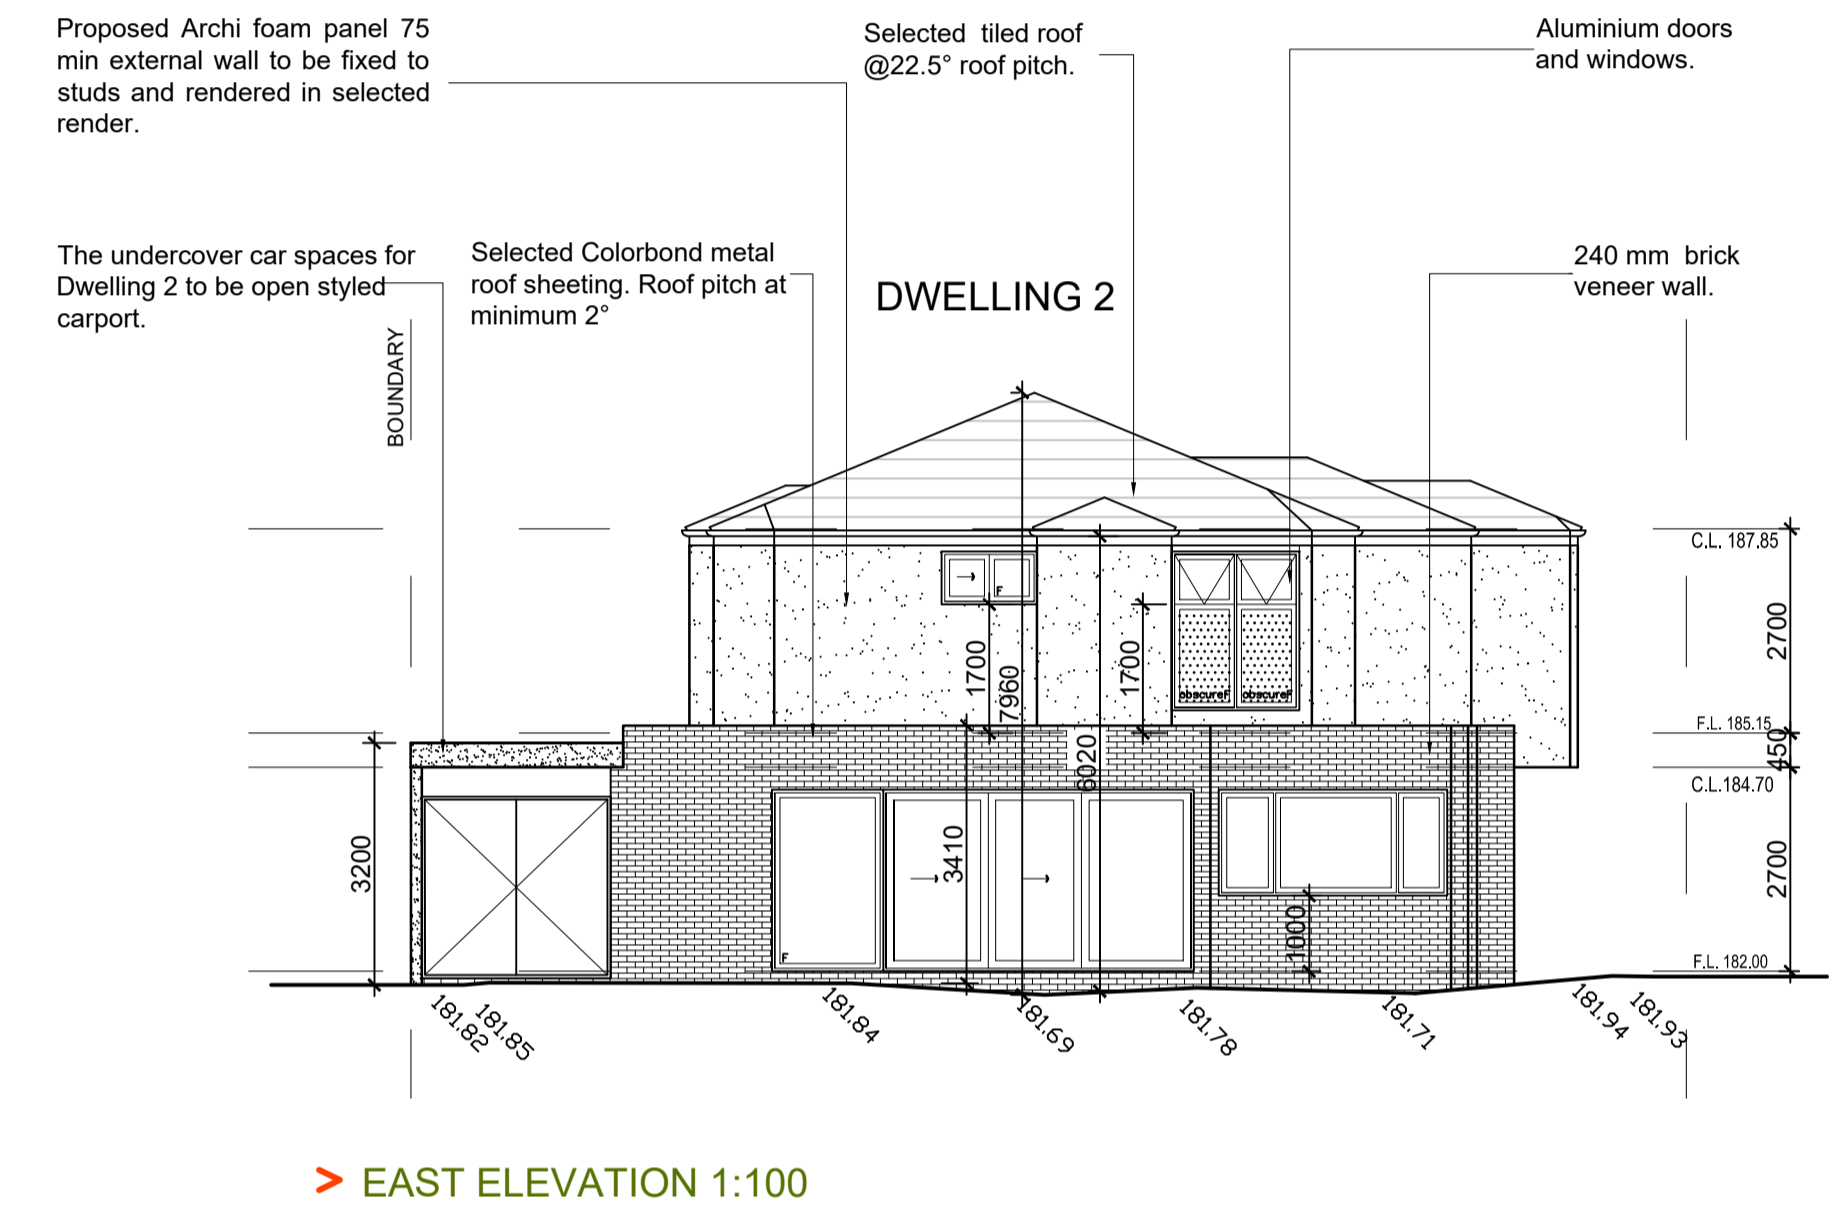 Proposed Archi foam panel 75
min external wall to be fixed to
studs and rendered in selected
render.
Selected tiled roof
@22.5° roof pitch.
Aluminium doors
and windows.
The undercover car spaces for
Dwelling 2 to be open styled
carport.
Selected Colorbond metal
roof sheeting. Roof pitch at
minimum 2°
DWELLING 2
240 mm brick
veneer wall.
BOUNDARY
C.L. 187.85
F
2700
1700
7960
1700
obscureF
obscureF
F.L. 185.15
450
6020
C.L.184.70
3200
3410
2700
1000
F
F.L. 182.00
181.82
181.85
181.84
181.69
181.78
181.71
181.94
181.93
> EAST ELEVATION 1:100